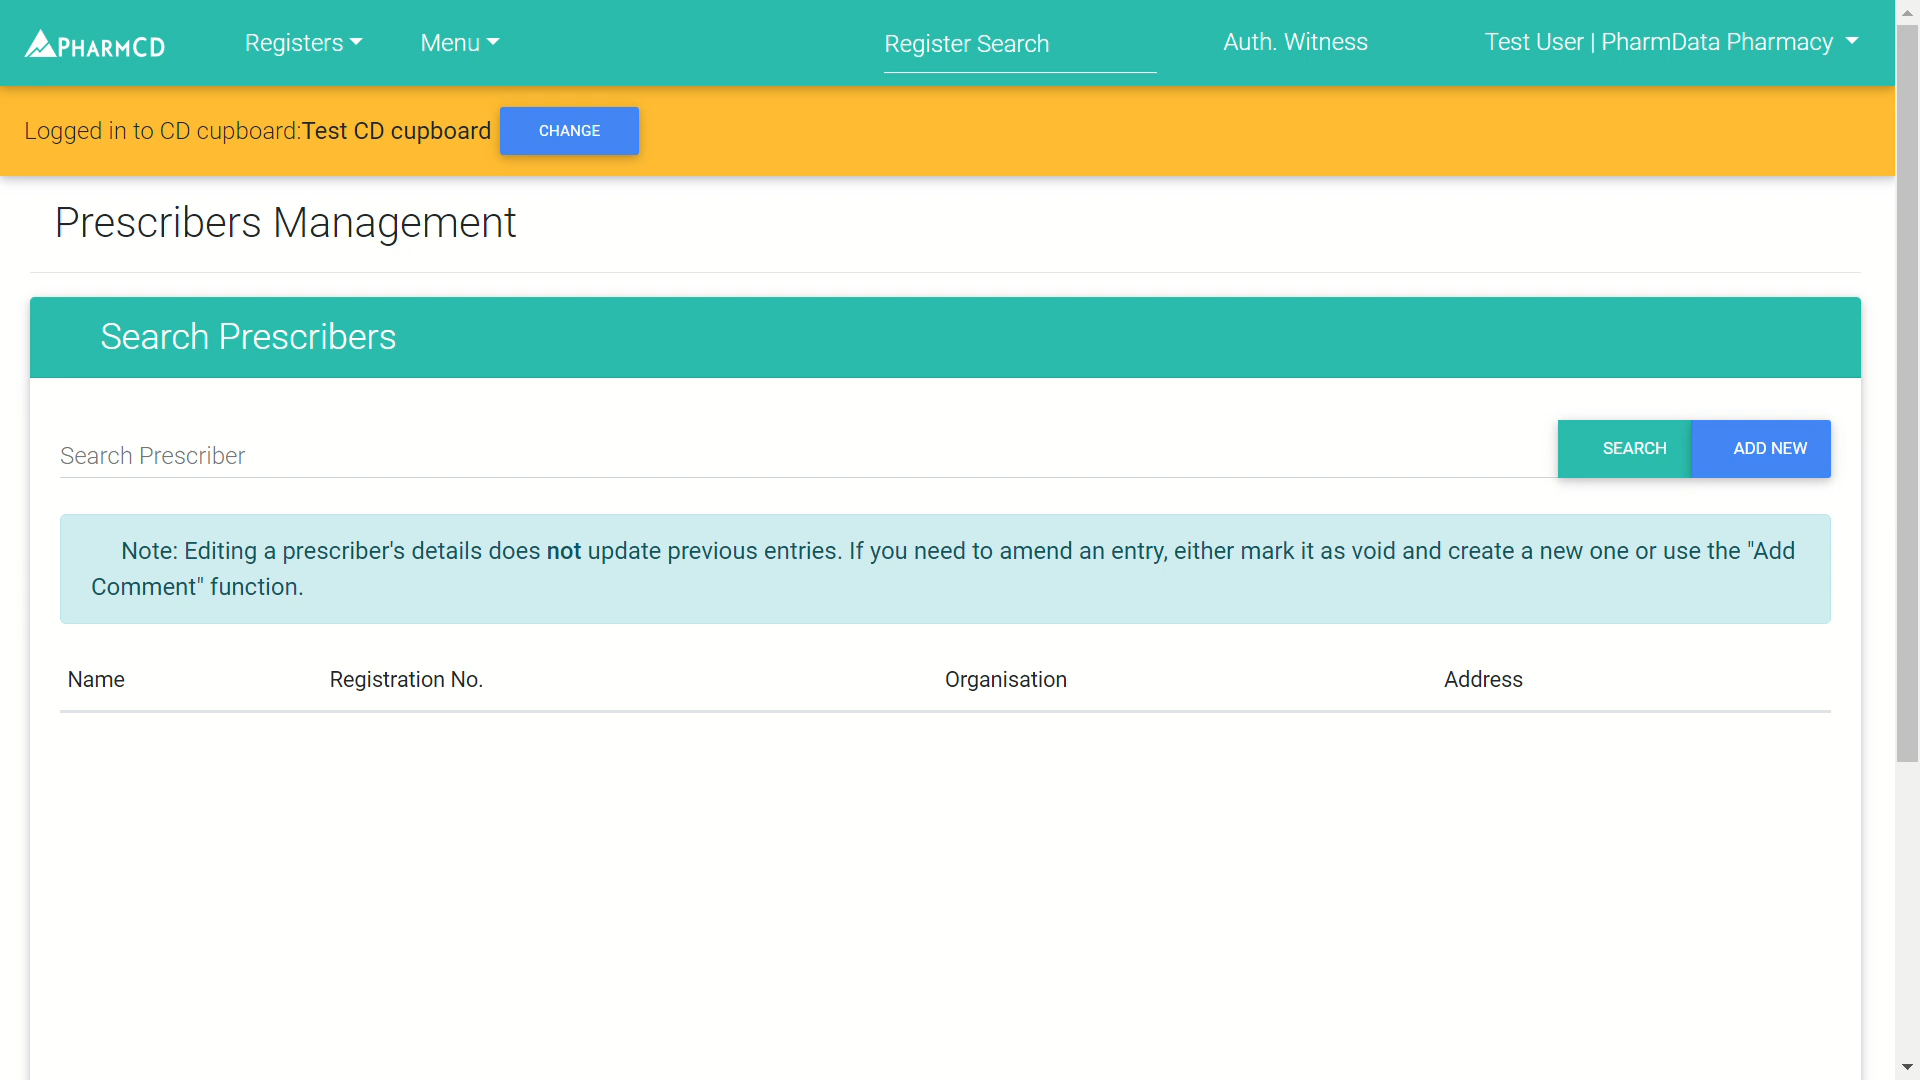 PHARMCD Registers Menu Register Search Auth. Witness Test User | PharmData Pharmacy
Logged in to CD cupboard:Test CD cupboard CHANGE
Prescribers Management
Search Prescribers
Search Prescriber SEARCH ADD NEW
Note: Editing a prescriber's details does not update previous entries. If you need to amend an entry, either mark it as void and create a new one or use the "Add
Comment" function.
Name Registration No. Organisation Address